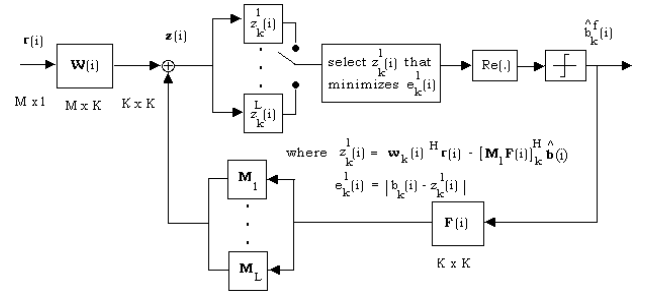 r(i)
W(i)
M x 1
M x K
K x K
z(i)
z_k^1(i)
z_k^L(i)
select z_k^l(i) that
minimizes e_k^l(i)
Re(.)
b̂_k^f(i)
where z_k^l(i) = w_k(i)^H r(i) - [M_l F(i)]_k^H b̂(i)
e_k^l(i) = | b_k(i) - z_k^l(i) |
M_1
M_L
F(i)
K x K